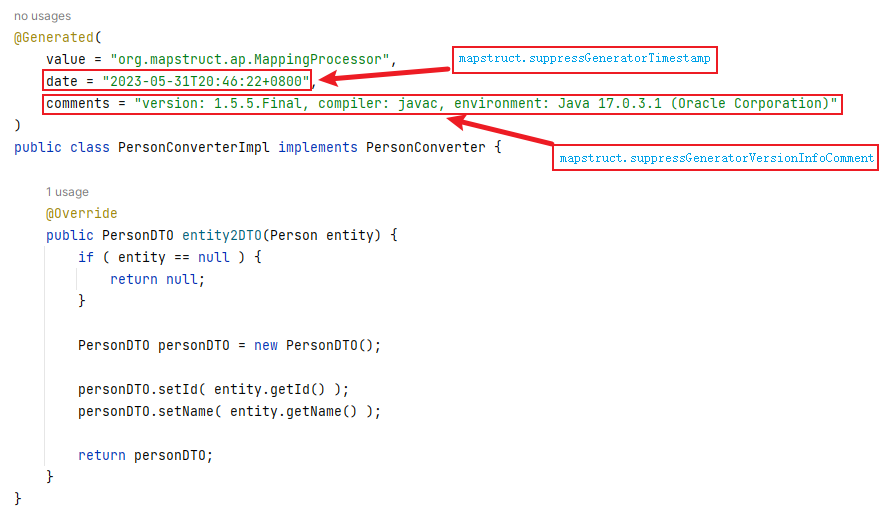 no usages
@Generated(
    value = "org.mapstruct.ap.MappingProcessor",
mapstruct.suppressGeneratorTimestamp
    date = "2023-05-31T20:46:22+0800",
    comments = "version: 1.5.5.Final, compiler: javac, environment: Java 17.0.3.1 (Oracle Corporation)"
)
public class PersonConverterImpl implements PersonConverter {
mapstruct.suppressGeneratorVersionInfoComment
    1 usage
    @Override
    public PersonDTO entity2DTO(Person entity) {
        if ( entity == null ) {
            return null;
        }
        PersonDTO personDTO = new PersonDTO();
        personDTO.setId( entity.getId() );
        personDTO.setName( entity.getName() );
        return personDTO;
    }
}